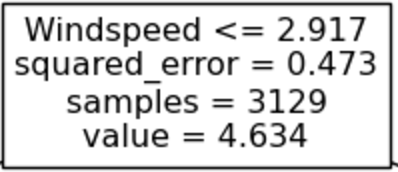 Windspeed <= 2.917
squared_error = 0.473
samples = 3129
value = 4.634